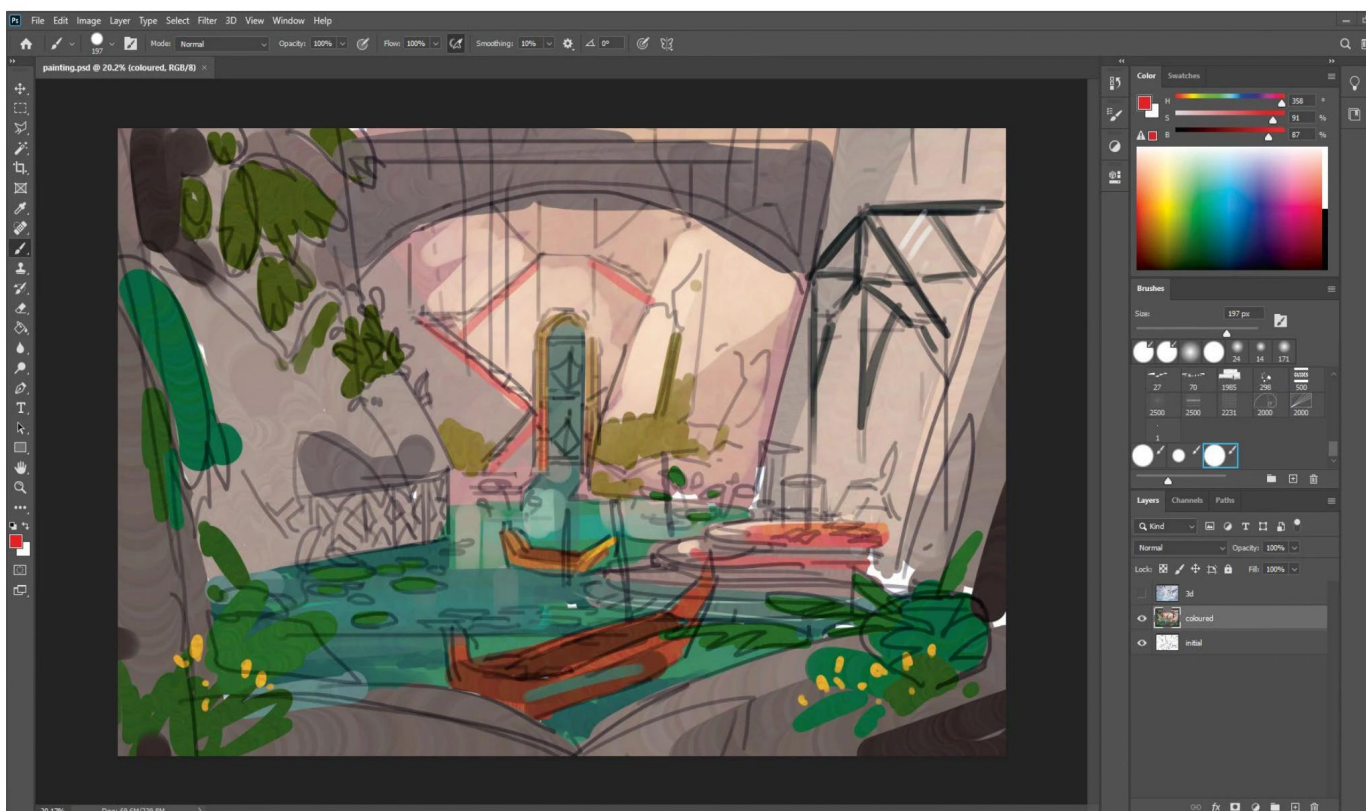 Ps File Edit Image Layer Type Select Filter 3D View Window Help
197 Mode: Normal Opacity: 100% Flow: 100% Smoothing: 10% 0°
painting.psd @ 20.2% (coloured, RGB/8) ×
Color Swatches
H 358 °
S 91 %
B 87 %
Brushes
Size: 197 px
24 14 171
27 70 1985 298 500
2500 2500 2231 2000 2000
1
Layers Channels Paths
Kind
Normal Opacity: 100%
Lock: Fill: 100%
3d
coloured
initial
fx